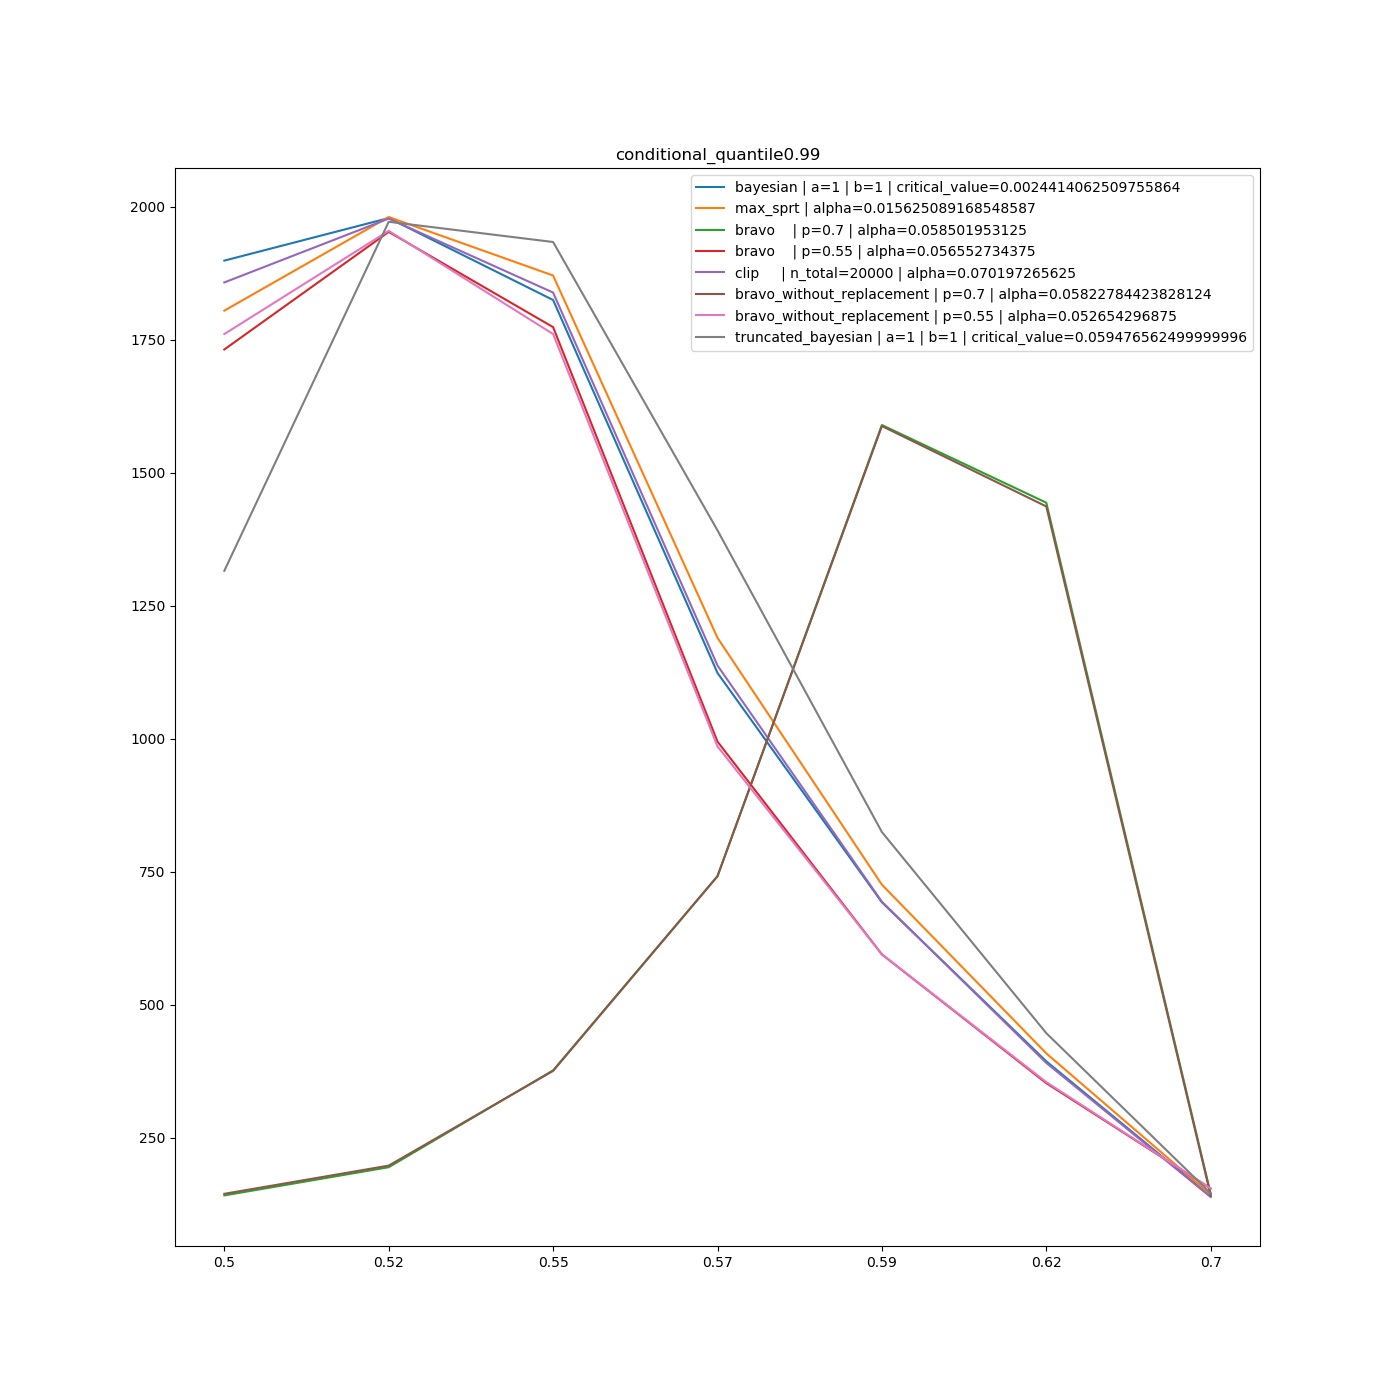 conditional_quantile0.99
bayesian | a=1 | b=1 | critical_value=0.0024414062509755864
max_sprt | alpha=0.015625089168548587
bravo | p=0.7 | alpha=0.058501953125
bravo | p=0.55 | alpha=0.056552734375
clip | n_total=20000 | alpha=0.070197265625
bravo_without_replacement | p=0.7 | alpha=0.05822784423828124
bravo_without_replacement | p=0.55 | alpha=0.052654296875
truncated_bayesian | a=1 | b=1 | critical_value=0.059476562499999996
2000
1750
1500
1250
1000
750
500
250
0.5 0.52 0.55 0.57 0.59 0.62 0.7